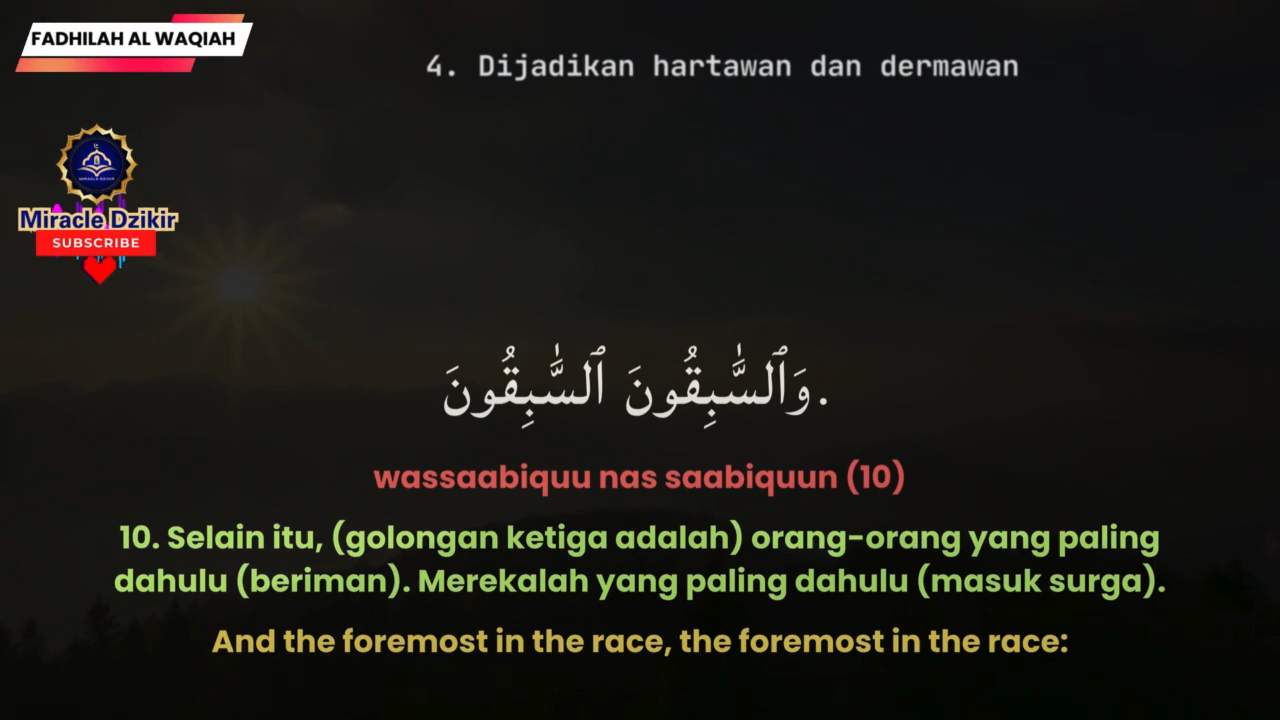 FADHILAH AL WAQIAH
4. Dijadikan hartawan dan dermawan
Miracle Dzikir
SUBSCRIBE
وَٱلسَّٰبِقُونَ ٱلسَّٰبِقُونَ.
wassaabiquu nas saabiquun (10)
10. Selain itu, (golongan ketiga adalah) orang-orang yang paling
dahulu (beriman). Merekalah yang paling dahulu (masuk surga).
And the foremost in the race, the foremost in the race: